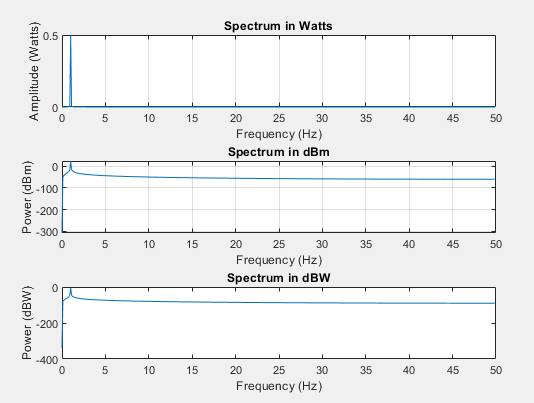 Spectrum in Watts
Amplitude (Watts)
0.5
0
0 5 10 15 20 25 30 35 40 45 50
Frequency (Hz)
Spectrum in dBm
Power (dBm)
0
-100
-200
-300
0 5 10 15 20 25 30 35 40 45 50
Frequency (Hz)
Spectrum in dBW
Power (dBW)
0
-200
-400
0 5 10 15 20 25 30 35 40 45 50
Frequency (Hz)